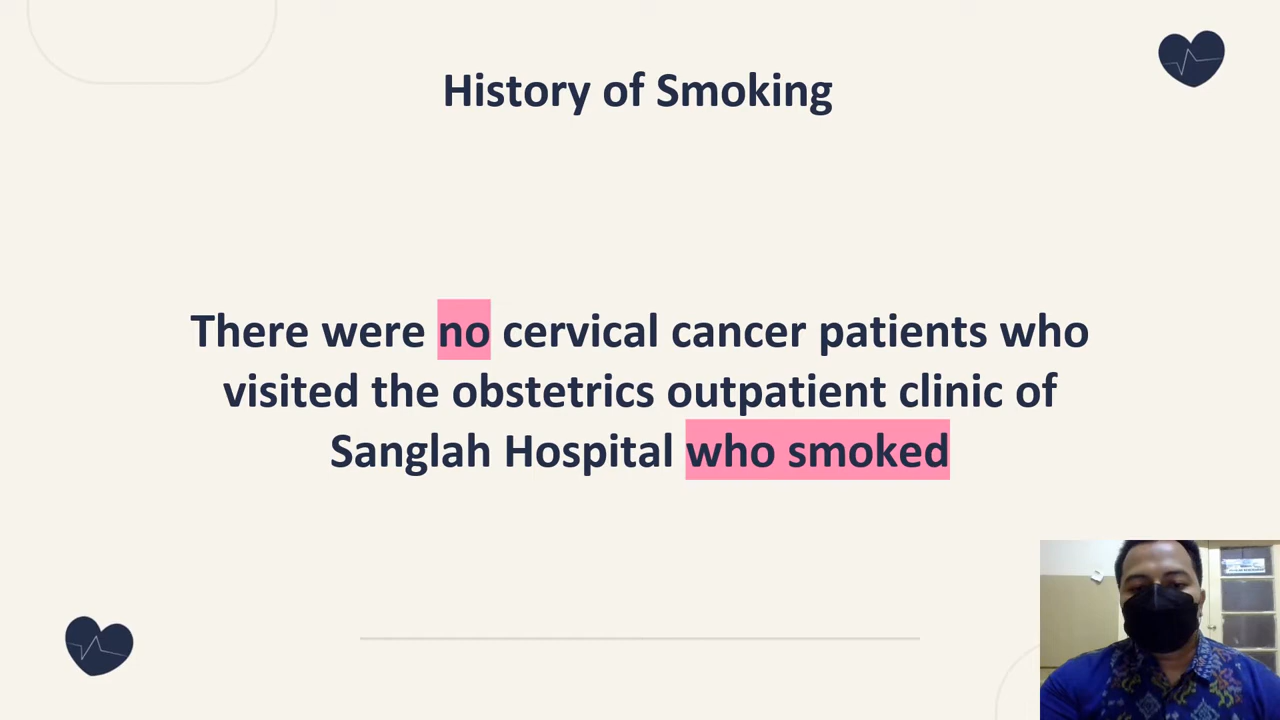 History of Smoking
There were no cervical cancer patients who
visited the obstetrics outpatient clinic of
Sanglah Hospital who smoked